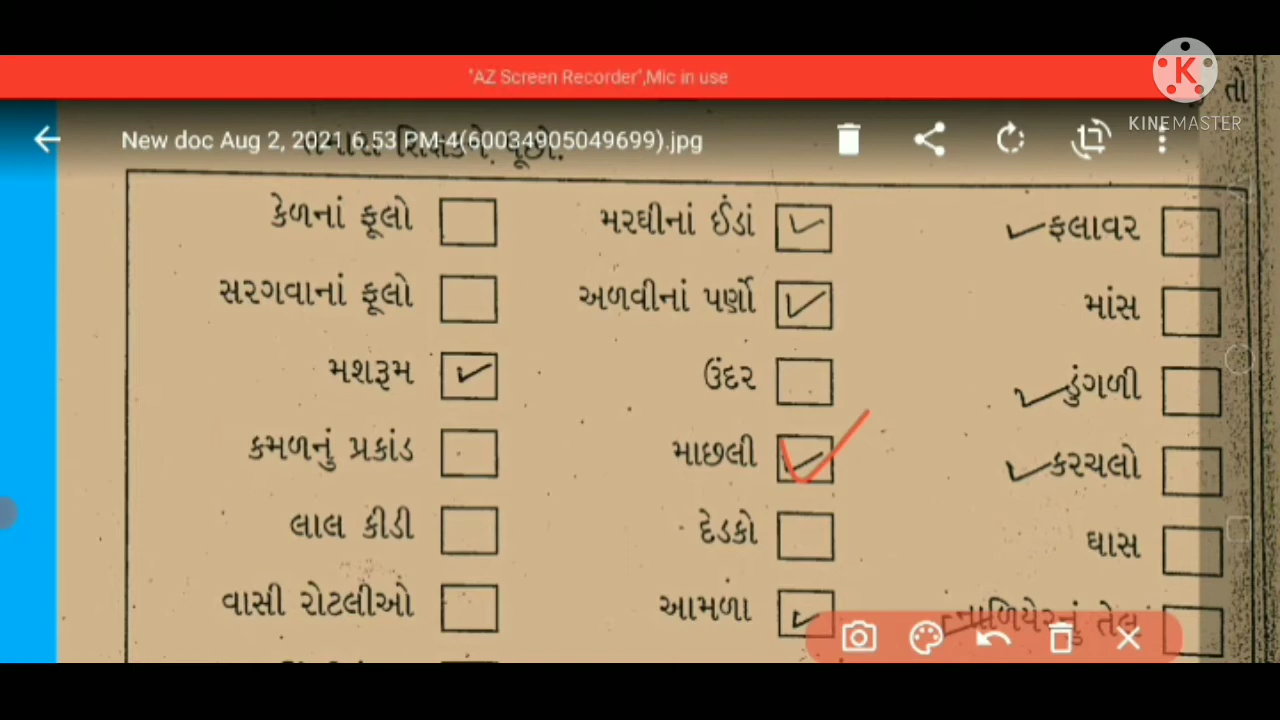 "AZ Screen Recorder",Mic in use
તો
KINEMASTER
New doc Aug 2, 2021 6.53 PM-4(60034905049699).jpg
પૂછો.
કેળનાં ફૂલો મરઘીનાં ઈંડાં ફલાવર
સરગવાનાં ફૂલો અળવીનાં પર્ણો માંસ
મશરૂમ ઉંદર ડુંગળી
કમળનું પ્રકાંડ માછલી કરચલો
લાલ કીડી દેડકો ઘાસ
વાસી રોટલીઓ આમળા નાળિયેરનું તેલ